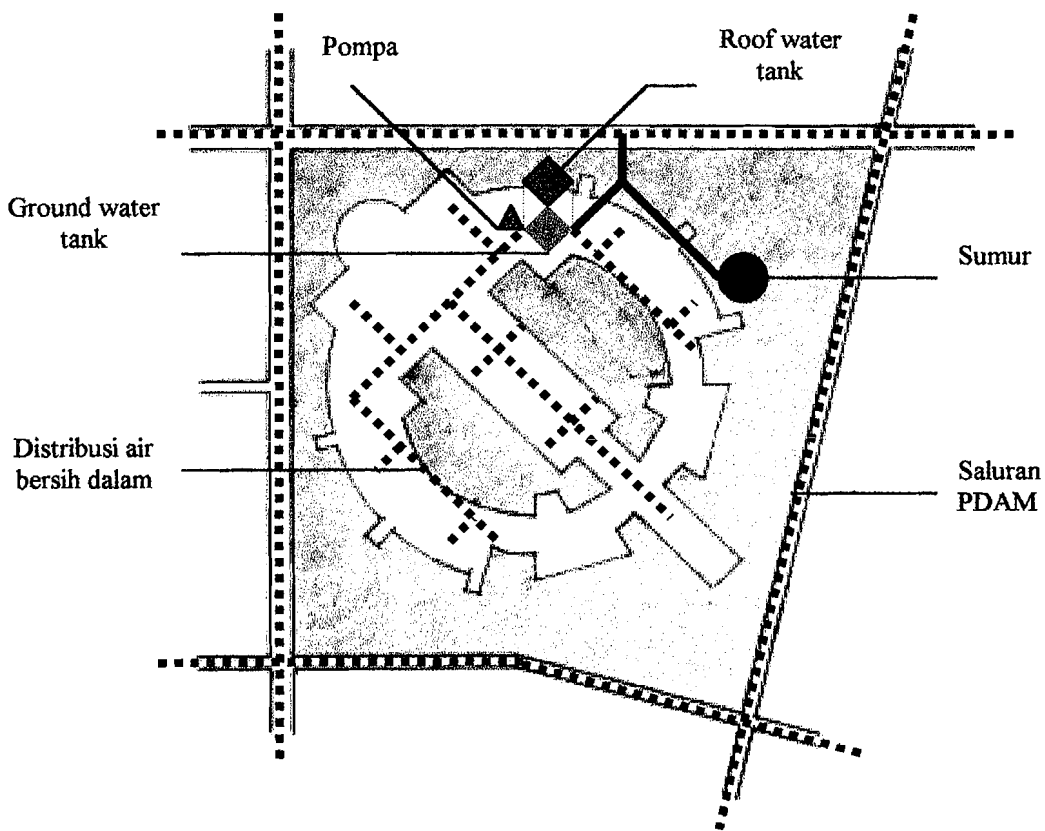 Pompa
Roof water
tank
Ground water
tank
Sumur
Distribusi air
bersih dalam
Saluran
PDAM